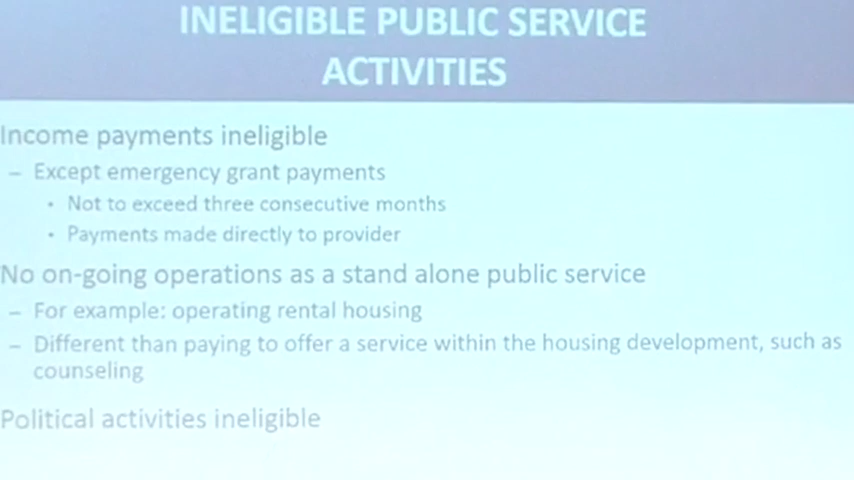 INELIGIBLE PUBLIC SERVICE
ACTIVITIES
Income payments ineligible
– Except emergency grant payments
• Not to exceed three consecutive months
• Payments made directly to provider
No on-going operations as a stand alone public service
– For example: operating rental housing
– Different than paying to offer a service within the housing development, such as
counseling
Political activities ineligible